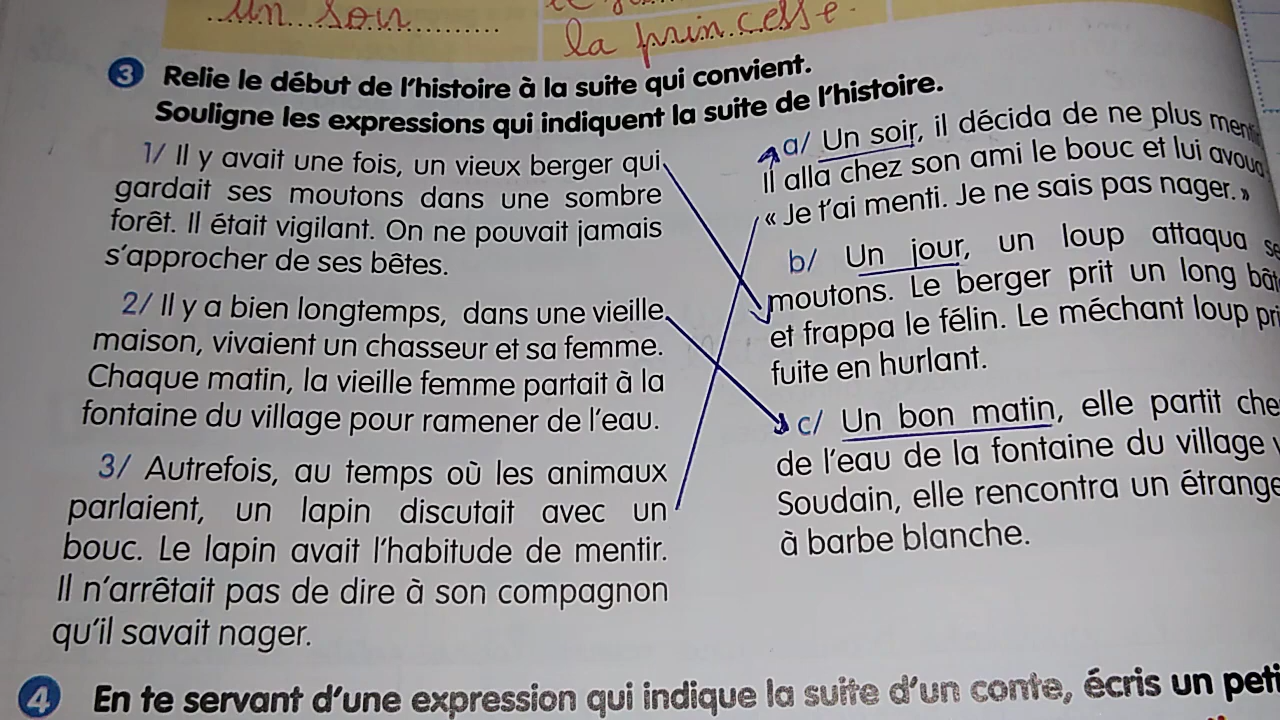 un soir
la princesse.
3 Relie le début de l'histoire à la suite qui convient.
Souligne les expressions qui indiquent la suite de l'histoire.
1/ Il y avait une fois, un vieux berger qui
gardait ses moutons dans une sombre
forêt. Il était vigilant. On ne pouvait jamais
s'approcher de ses bêtes.
2/ Il y a bien longtemps, dans une vieille
maison, vivaient un chasseur et sa femme.
Chaque matin, la vieille femme partait à la
fontaine du village pour ramener de l'eau.
3/ Autrefois, au temps où les animaux
parlaient, un lapin discutait avec un
bouc. Le lapin avait l'habitude de mentir.
Il n'arrêtait pas de dire à son compagnon
qu'il savait nager.
a/ Un soir, il décida de ne plus
Il alla chez son ami le bouc et lui
« Je t'ai menti. Je ne sais pas nager. »
b/ Un jour, un loup attaqua
moutons. Le berger prit un long
et frappa le félin. Le méchant loup
fuite en hurlant.
c/ Un bon matin, elle partit
de l'eau de la fontaine du village
Soudain, elle rencontra un étrange
à barbe blanche.
4 En te servant d'une expression qui indique la suite d'un conte, écris un